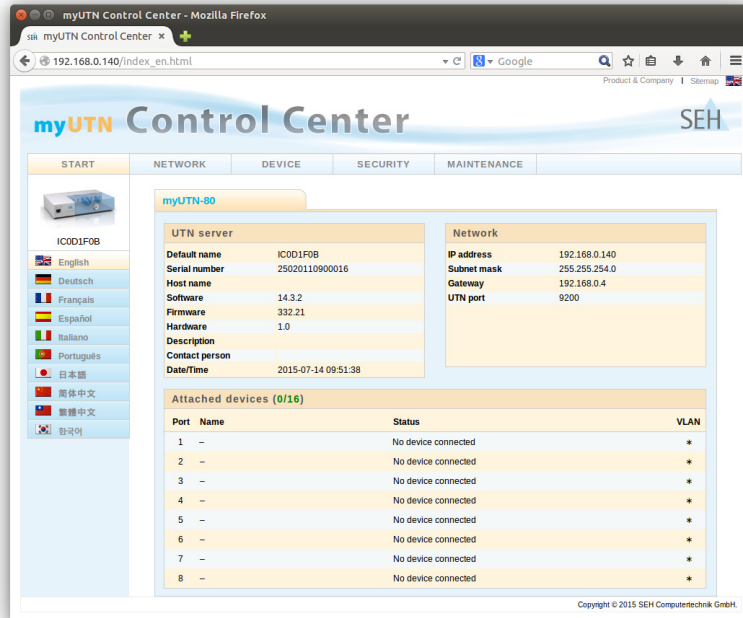 myUTN Control Center - Mozilla Firefox
SEH myUTN Control Center
192.168.0.140/index_en.html
Google
Product & Company | Sitemap
myUTN Control Center
SEH
START NETWORK DEVICE SECURITY MAINTENANCE
IC0D1F0B
English
Deutsch
Français
Español
Italiano
Português
日本語
简体中文
繁體中文
한국어
myUTN-80
UTN server
Default name IC0D1F0B
Serial number 25020110900016
Host name
Software 14.3.2
Firmware 332.21
Hardware 1.0
Description
Contact person
Date/Time 2015-07-14 09:51:38
Network
IP address 192.168.0.140
Subnet mask 255.255.254.0
Gateway 192.168.0.4
UTN port 9200
Attached devices (0/16)
Port Name Status VLAN
1 – No device connected *
2 – No device connected *
3 – No device connected *
4 – No device connected *
5 – No device connected *
6 – No device connected *
7 – No device connected *
8 – No device connected *
Copyright © 2015 SEH Computertechnik GmbH.